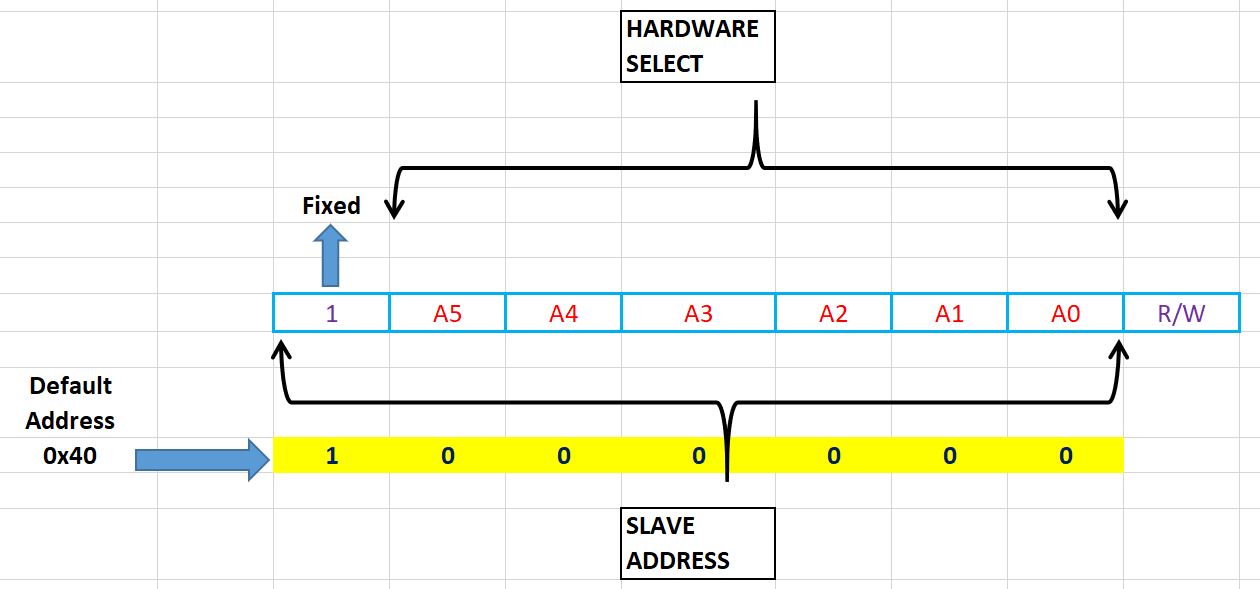 HARDWARE
SELECT
Fixed
1 A5 A4 A3 A2 A1 A0 R/W
Default
Address
0x40
1 0 0 0 0 0 0
SLAVE
ADDRESS